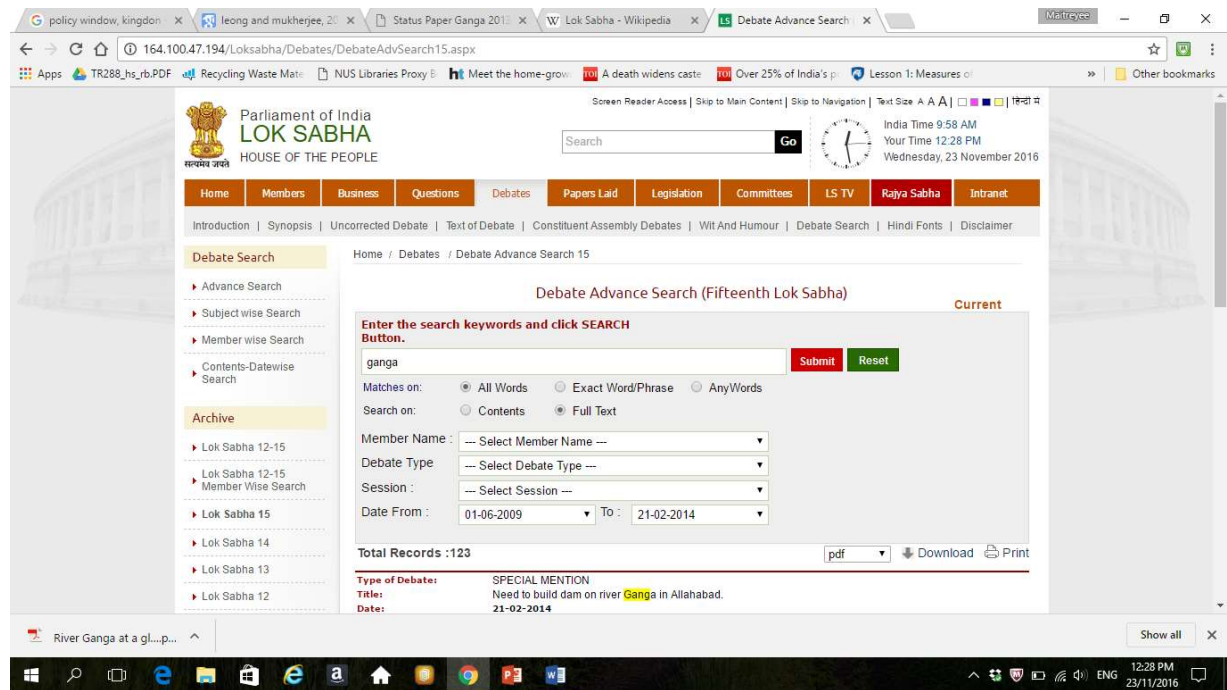 policy window, kingdon
leong and mukherjee, 20
Status Paper Ganga 2013
Lok Sabha - Wikipedia
Debate Advance Search
Maitreyee
164.100.47.194/Loksabha/Debates/DebateAdvSearch15.aspx
Apps TR288_hs_rb.PDF Recycling Waste Mate NUS Libraries Proxy B Meet the home-grow A death widens caste Over 25% of India's p Lesson 1: Measures of » Other bookmarks
Screen Reader Access | Skip to Main Content | Skip to Navigation | Text Size A A A | हिन्दी में
Parliament of India
LOK SABHA
HOUSE OF THE PEOPLE
सत्यमेव जयते
Search Go
India Time 9:58 AM
Your Time 12:28 PM
Wednesday, 23 November 2016
Home Members Business Questions Debates Papers Laid Legislation Committees LS TV Rajya Sabha Intranet
Introduction | Synopsis | Uncorrected Debate | Text of Debate | Constituent Assembly Debates | Wit And Humour | Debate Search | Hindi Fonts | Disclaimer
Debate Search
Advance Search
Subject wise Search
Member wise Search
Contents-Datewise
Search
Archive
Lok Sabha 12-15
Lok Sabha 12-15
Member Wise Search
Lok Sabha 15
Lok Sabha 14
Lok Sabha 13
Lok Sabha 12
Home / Debates / Debate Advance Search 15
Debate Advance Search (Fifteenth Lok Sabha)
Current
Enter the search keywords and click SEARCH
Button.
ganga Submit Reset
Matches on: All Words Exact Word/Phrase AnyWords
Search on: Contents Full Text
Member Name : --- Select Member Name ---
Debate Type --- Select Debate Type ---
Session : --- Select Session ---
Date From : 01-06-2009 To : 21-02-2014
Total Records :123 pdf Download Print
Type of Debate: SPECIAL MENTION
Title: Need to build dam on river Ganga in Allahabad.
Date: 21-02-2014
River Ganga at a gl....p...
Show all
ENG
12:28 PM
23/11/2016